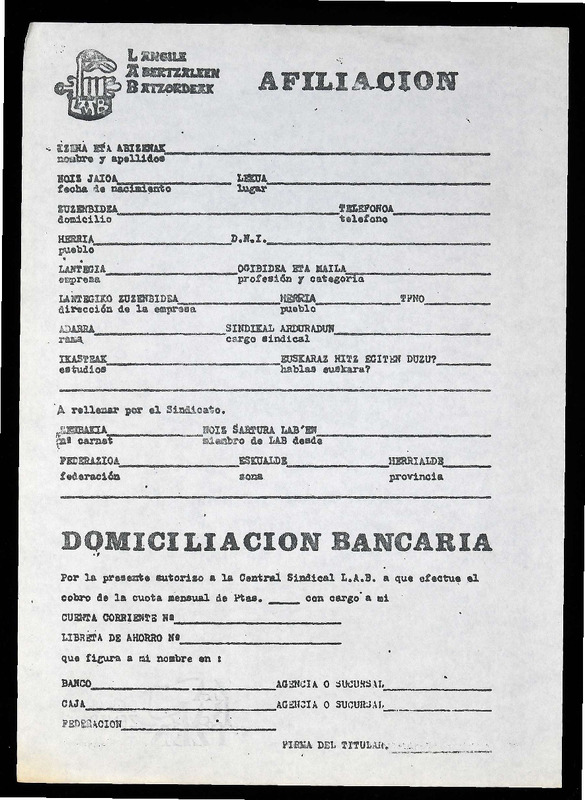 LANGILE
ABERTZALEEN
BATZORDEAK
AFILIACION
LAB
IZENA ETA ABIZENAK
nombre y apellidos
NOIZ JAIOA LEKUA
fecha de nacimiento lugar
ZUZENBIDEA TELEFONOA
domicilio telefono
HERRIA D.N.I.
pueblo
LANTEGIA OGIBIDEA ETA MAILA
empresa profesión y categoria
LANTEGIKO ZUZENBIDEA HERRIA TFNO
dirección de la empresa pueblo
ADARRA SINDIKAL ARDURADUN
rama cargo sindical
IKASTEAK EUSKARAZ HITZ EGITEN DUZU?
estudios hablas euskara?
A rellenar por el Sindicato.
ZENBAKIA NOIZ SARTURA LAB'EN
nº carnet miembro de LAB desde
FEDERAZIOA ESKUALDE HERRIALDE
federación zona provincia
DOMICILIACION BANCARIA
Por la presente autorizo a la Central Sindical L.A.B. a que efectue el
cobro de la cuota mensual de Ptas. ____ con cargo a mi
CUENTA CORRIENTE Nº
LIBRETA DE AHORRO Nº
que figura a mi nombre en :
BANCO AGENCIA O SUCURSAL
CAJA AGENCIA O SUCURSAL
FEDERACION
FIRMA DEL TITULAR.